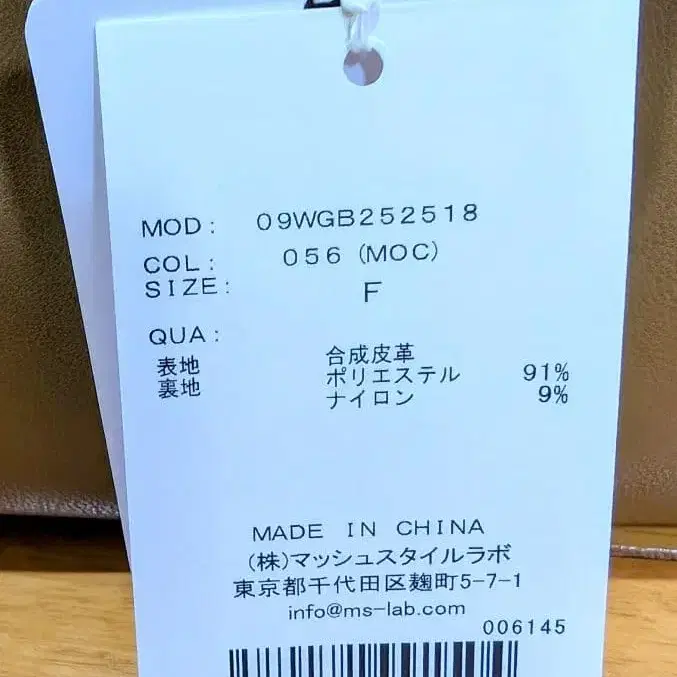 MOD: 09WGB252518
COL: 056 (MOC)
SIZE: F
QUA:
表地 合成皮革
裏地 ポリエステル 91%
ナイロン 9%
MADE IN CHINA
(株)マッシュスタイルラボ
東京都千代田区麹町5-7-1
info@ms-lab.com
006145